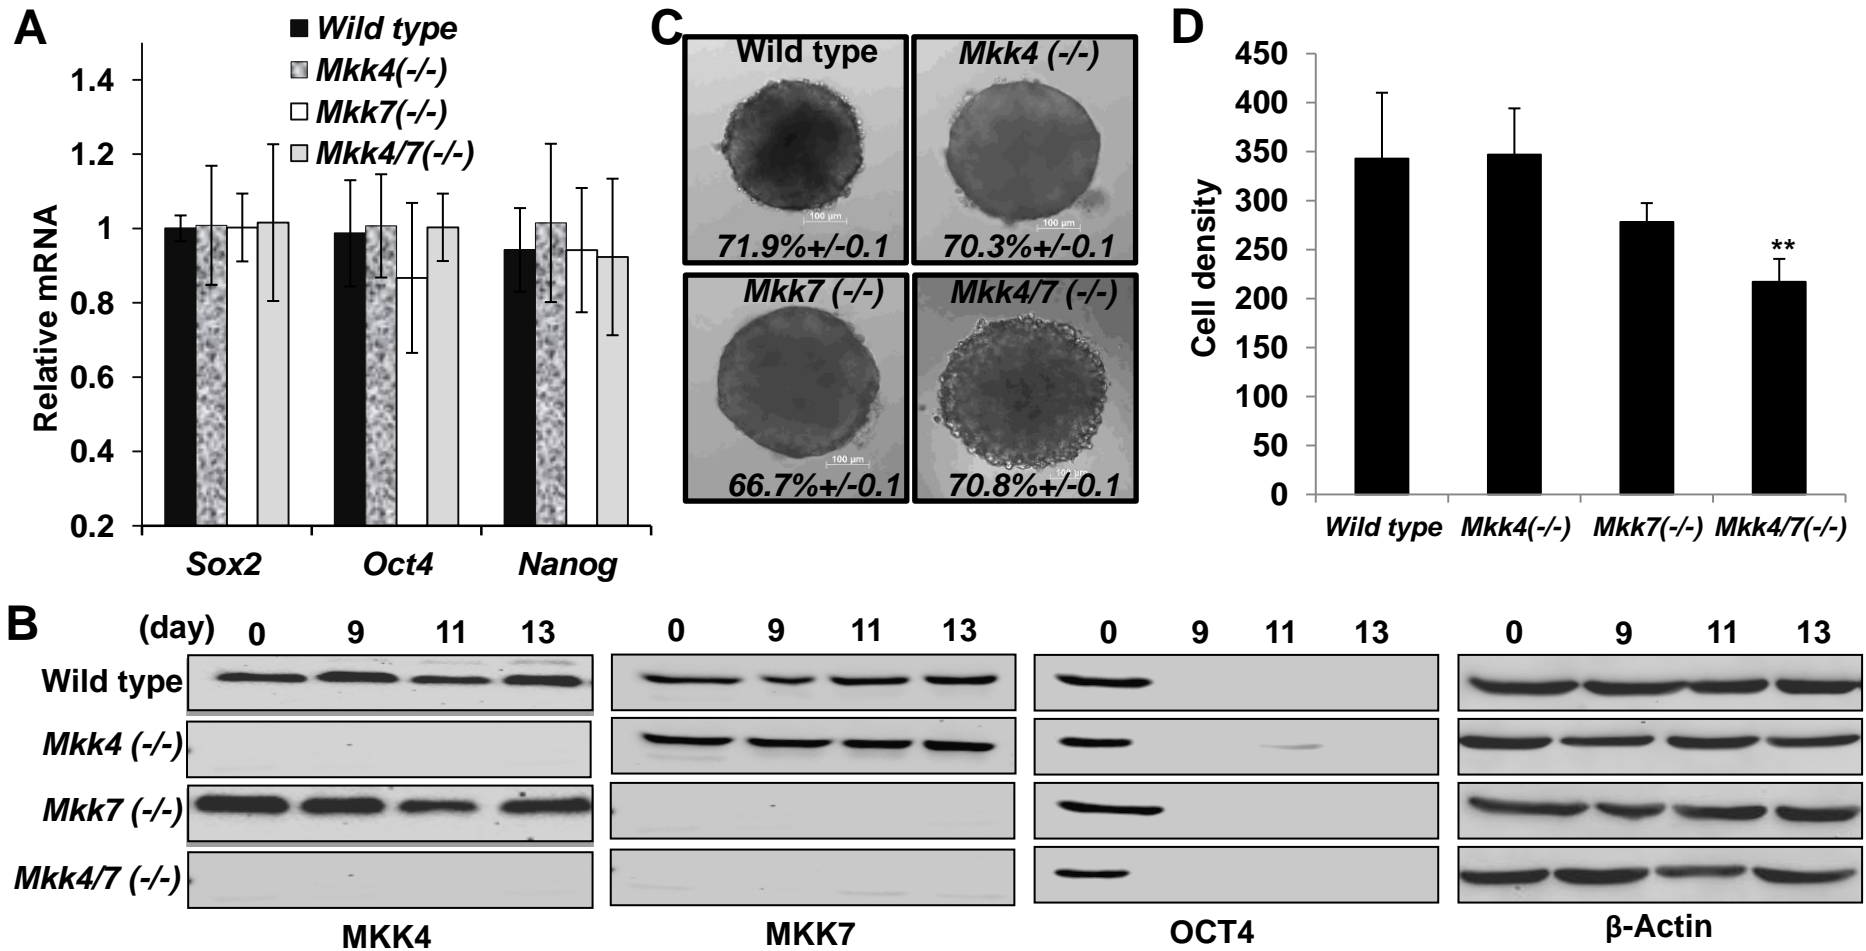 A
Wild type
Mkk4(-/-)
Mkk7(-/-)
Mkk4/7(-/-)
Relative mRNA
1.4
1.2
1
0.8
0.6
0.4
0.2
Sox2 Oct4 Nanog
C
Wild type Mkk4 (-/-)
100 µm 100 µm
71.9%+/-0.1 70.3%+/-0.1
Mkk7 (-/-) Mkk4/7 (-/-)
100 µm 100 µm
66.7%+/-0.1 70.8%+/-0.1
D
Cell density
450
400
350
300
250
200
150
100
50
0
**
Wild type Mkk4(-/-) Mkk7(-/-) Mkk4/7(-/-)
B
(day) 0 9 11 13 0 9 11 13 0 9 11 13 0 9 11 13
Wild type
Mkk4 (-/-)
Mkk7 (-/-)
Mkk4/7 (-/-)
MKK4 MKK7 OCT4 β-Actin